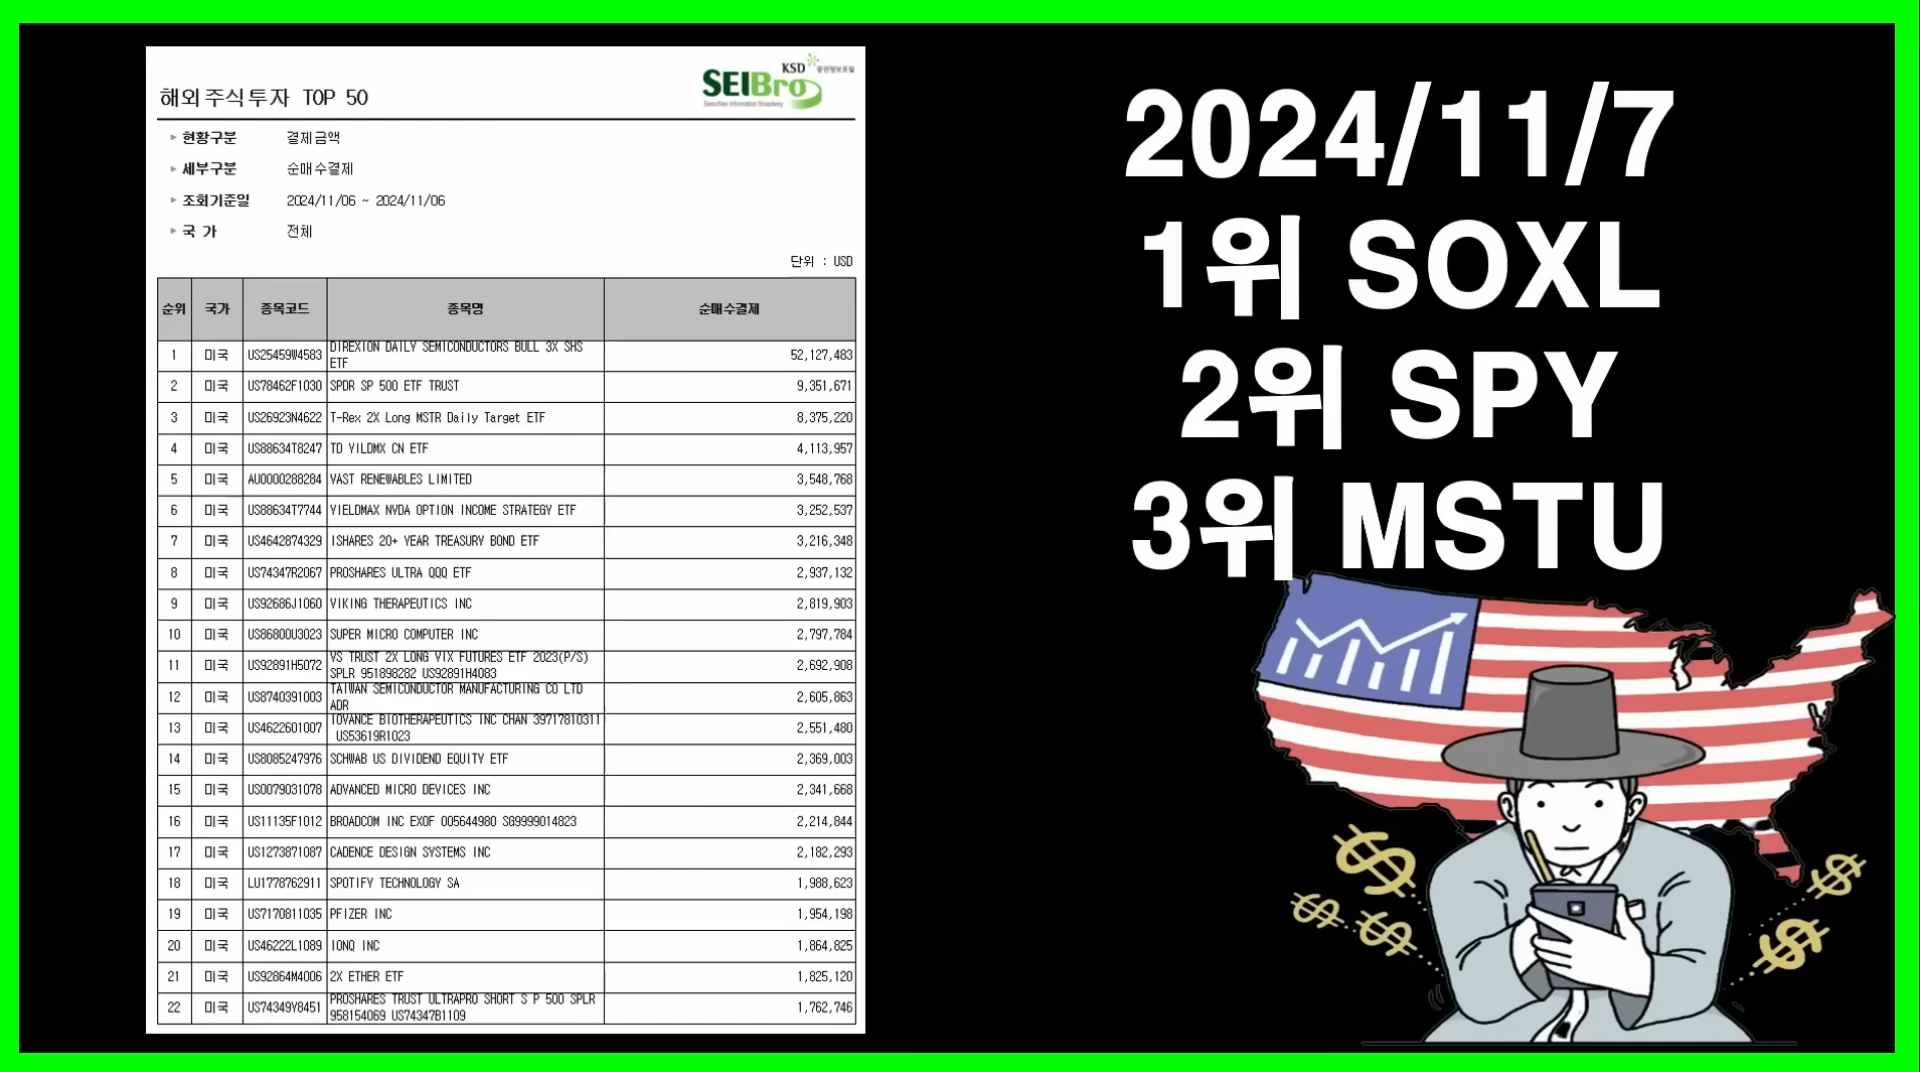 해외주식투자 TOP 50
KSD 증권정보포털
SEIBro
Securities Information Broadway
▸ 현황구분 결제금액
▸ 세부구분 순매수결제
▸ 조회기준일 2024/11/06 ~ 2024/11/06
▸ 국 가 전체
단위 : USD
순위 국가 종목코드 종목명 순매수결제
1 미국 US25459W4583 DIREXION DAILY SEMICONDUCTORS BULL 3X SHS ETF 52,127,483
2 미국 US78462F1030 SPDR SP 500 ETF TRUST 9,351,671
3 미국 US26923N4622 T-Rex 2X Long MSTR Daily Target ETF 8,375,220
4 미국 US88634T8247 TD YILDMX CN ETF 4,113,957
5 미국 AU0000288284 VAST RENEWABLES LIMITED 3,548,768
6 미국 US88634T7744 YIELDMAX NVDA OPTION INCOME STRATEGY ETF 3,252,537
7 미국 US4642874329 ISHARES 20+ YEAR TREASURY BOND ETF 3,216,348
8 미국 US74347R2067 PROSHARES ULTRA QQQ ETF 2,937,132
9 미국 US92686J1060 VIKING THERAPEUTICS INC 2,819,903
10 미국 US86800U3023 SUPER MICRO COMPUTER INC 2,797,784
11 미국 US92891H5072 VS TRUST 2X LONG VIX FUTURES ETF 2023(P/S) SPLR 951898282 US92891H4083 2,692,908
12 미국 US8740391003 TAIWAN SEMICONDUCTOR MANUFACTURING CO LTD ADR 2,605,863
13 미국 US4622601007 IOVANCE BIOTHERAPEUTICS INC CHAN 39717810311 US53619R1023 2,551,480
14 미국 US8085247976 SCHWAB US DIVIDEND EQUITY ETF 2,369,003
15 미국 US0079031078 ADVANCED MICRO DEVICES INC 2,341,668
16 미국 US11135F1012 BROADCOM INC EXOF 005644980 SG9999014823 2,214,844
17 미국 US1273871087 CADENCE DESIGN SYSTEMS INC 2,182,293
18 미국 LU1778762911 SPOTIFY TECHNOLOGY SA 1,988,623
19 미국 US7170811035 PFIZER INC 1,954,198
20 미국 US46222L1089 IONQ INC 1,864,825
21 미국 US92864M4006 2X ETHER ETF 1,825,120
22 미국 US74349Y8451 PROSHARES TRUST ULTRAPRO SHORT S P 500 SPLR 958154069 US74347B1109 1,762,746
2024/11/7
1위 SOXL
2위 SPY
3위 MSTU